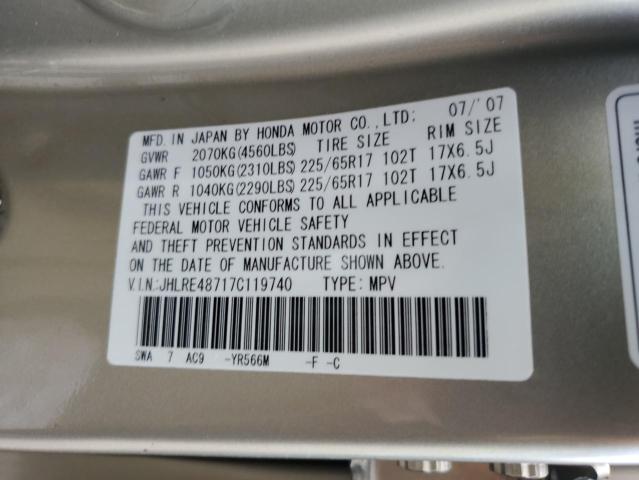 MFD. IN JAPAN BY HONDA MOTOR CO., LTD: 07/'07
GVWR 2070KG(4560LBS) TIRE SIZE RIM SIZE
GAWR F 1050KG(2310LBS) 225/65R17 102T 17X6.5J
GAWR R 1040KG(2290LBS) 225/65R17 102T 17X6.5J
THIS VEHICLE CONFORMS TO ALL APPLICABLE
FEDERAL MOTOR VEHICLE SAFETY
AND THEFT PREVENTION STANDARDS IN EFFECT
ON THE DATE OF MANUFACTURE SHOWN ABOVE.
V.I.N:JHLRE48717C119740 TYPE: MPV
SWA 7 AC9 -YR566M -F -C